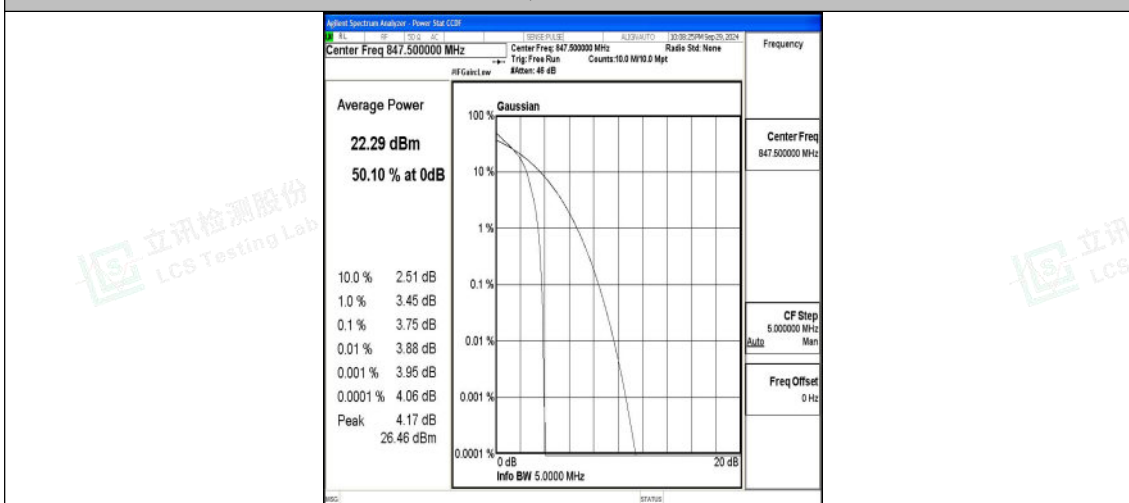 Agilent Spectrum Analyzer - Power Stat CCDF
RL RF 50 Ω AC SENSE:PULSE ALIGNAUTO 10:08:25PM Sep 29, 2024
Center Freq 847.500000 MHz
Center Freq: 847.500000 MHz
Radio Std: None
Trig: Free Run
Counts:10.0 M/10.0 Mpt
#IFGain:Low
#Atten: 46 dB
Frequency
Average Power
22.29 dBm
50.10 % at 0dB
10.0 % 2.51 dB
1.0 % 3.45 dB
0.1 % 3.75 dB
0.01 % 3.88 dB
0.001 % 3.95 dB
0.0001 % 4.06 dB
Peak 4.17 dB
26.46 dBm
Gaussian
100 %
10 %
1 %
0.1 %
0.01 %
0.001 %
0.0001 %
0 dB
20 dB
Info BW 5.0000 MHz
Center Freq
847.500000 MHz
CF Step
5.000000 MHz
Auto Man
Freq Offset
0 Hz
MSG
STATUS
立讯检测股份
LCS Testing Lab
立讯
LCS